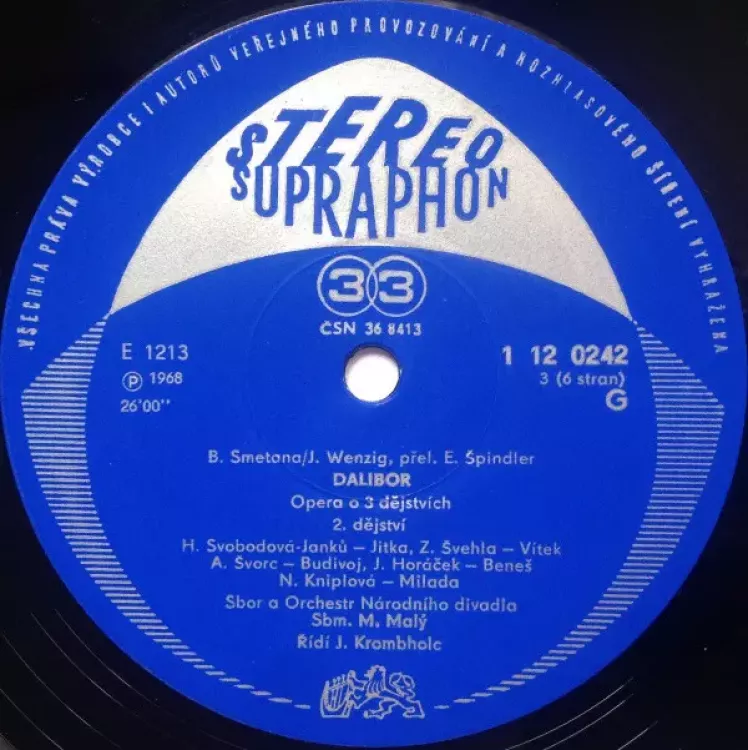 VŠECHNA PRÁVA VÝROBCE I AUTORŮ VEŘEJNÉHO PROVOZOVÁNÍ A ROZHLASOVÉHO ŠÍŘENÍ VYHRAŽENA
STEREO
SUPRAPHON
33
ČSN 36 8413
E 1213
1 12 0242
Ⓟ 1968
3 (6 stran)
26'00''
G
B. Smetana/J. Wenzig, přel. E. Špindler
DALIBOR
Opera o 3 dějstvích
2. dějství
H. Svobodová-Janků – Jitka, Z. Švehla – Vítek
A. Švorc – Budivoj, J. Horáček – Beneš
N. Kniplová – Milada
Sbor a Orchestr Národního divadla
Sbm. M. Malý
Řídí J. Krombholc